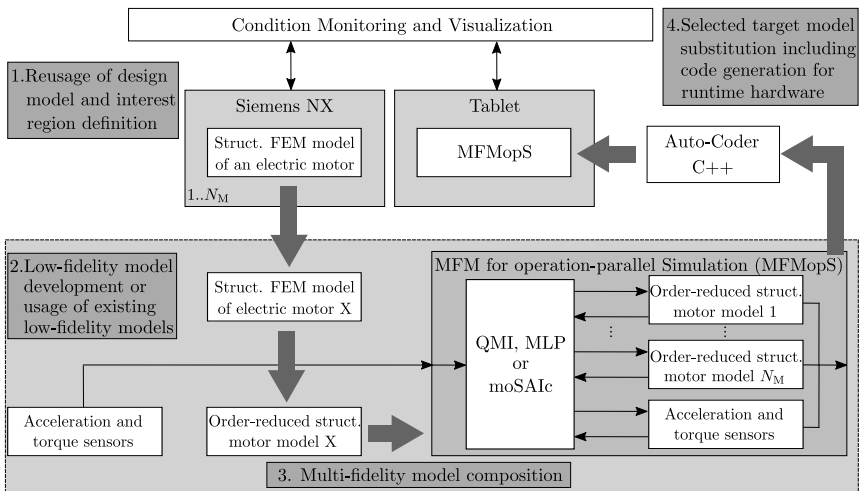 Condition Monitoring and Visualization
1.Reusage of design
model and interest
region definition
Siemens NX
Struct. FEM model
of an electric motor
1..N_M
Tablet
MFMopS
Auto-Coder
C++
4.Selected target model
substitution including
code generation for
runtime hardware
2.Low-fidelity model
development or
usage of existing
low-fidelity models
Struct. FEM model
of electric motor X
Acceleration and
torque sensors
Order-reduced struct.
motor model X
MFM for operation-parallel Simulation (MFMopS)
QMI, MLP
or
moSAIc
Order-reduced struct.
motor model 1
...
...
Order-reduced struct.
motor model N_M
Acceleration and
torque sensors
3. Multi-fidelity model composition